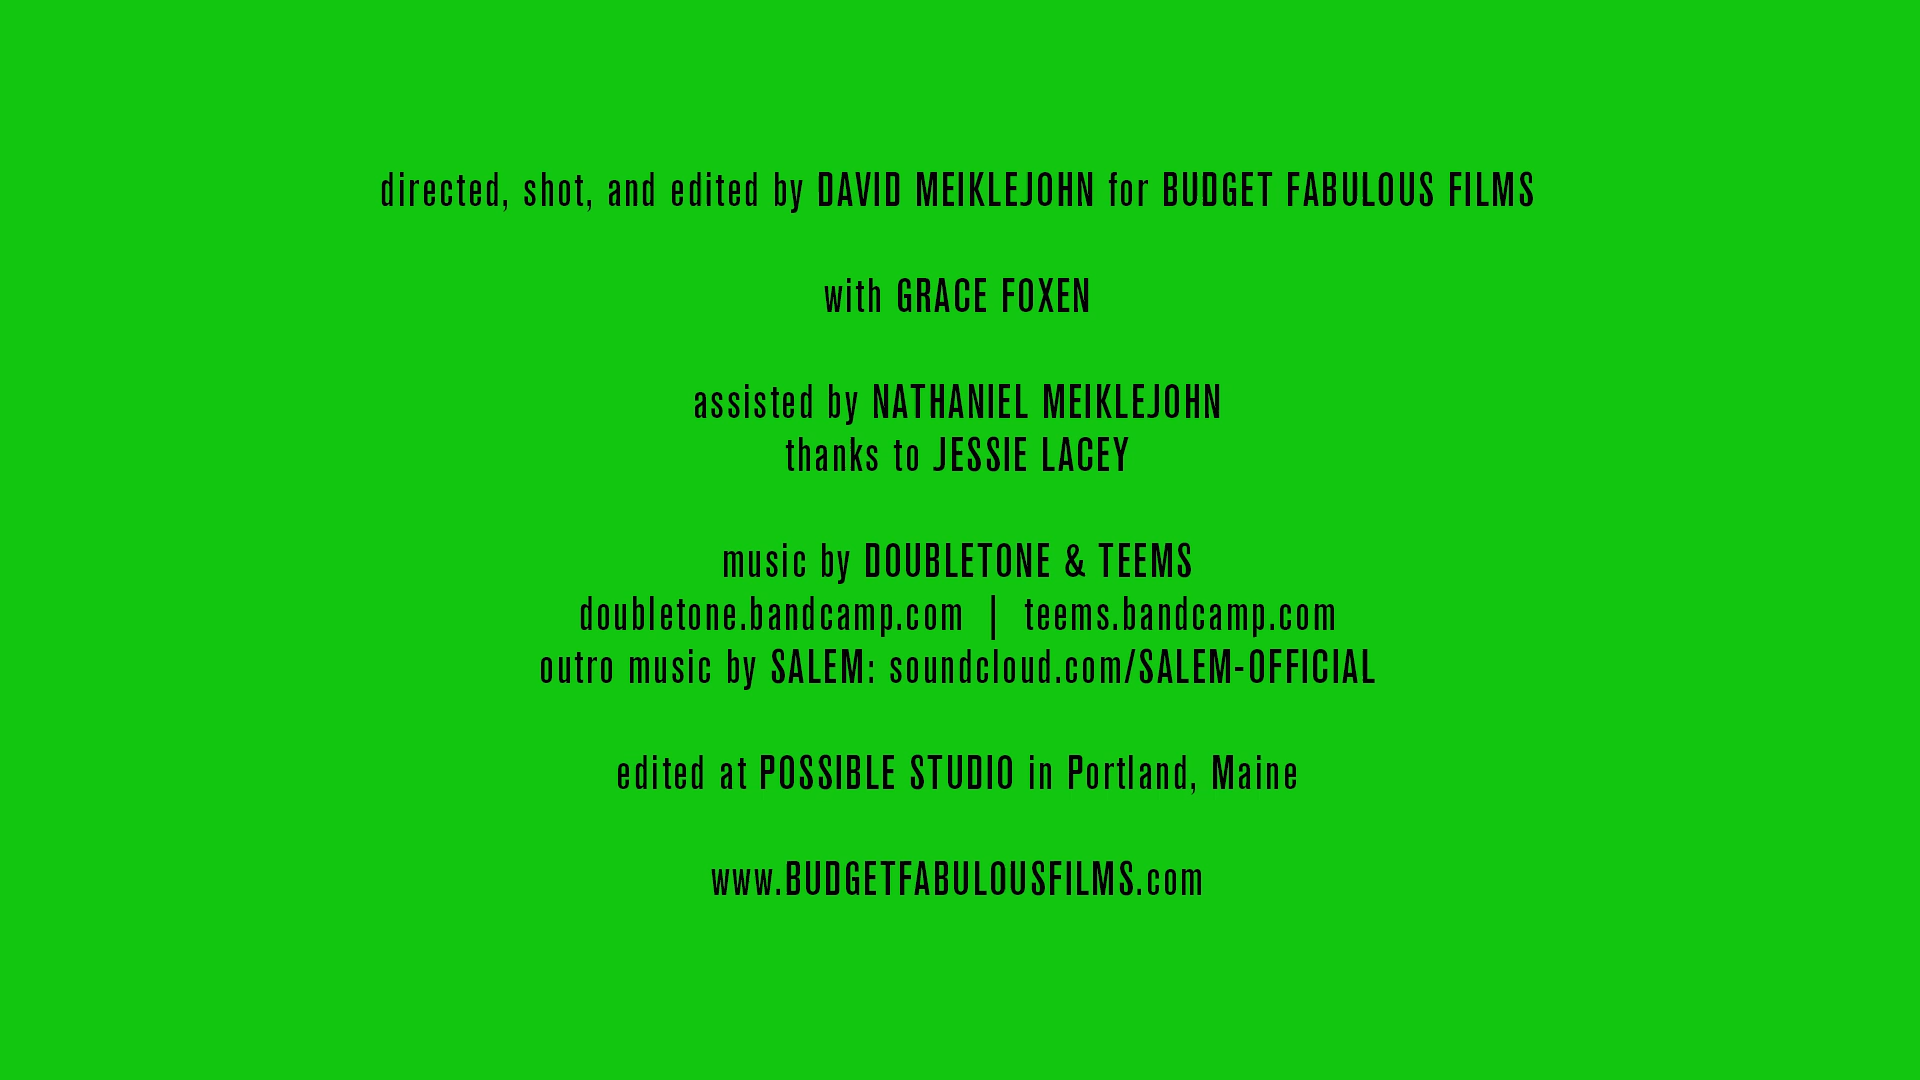 directed, shot, and edited by DAVID MEIKLEJOHN for BUDGET FABULOUS FILMS
with GRACE FOXEN
assisted by NATHANIEL MEIKLEJOHN
thanks to JESSIE LACEY
music by DOUBLETONE & TEEMS
doubletone.bandcamp.com | teems.bandcamp.com
outro music by SALEM: soundcloud.com/SALEM-OFFICIAL
edited at POSSIBLE STUDIO in Portland, Maine
www.BUDGETFABULOUSFILMS.com